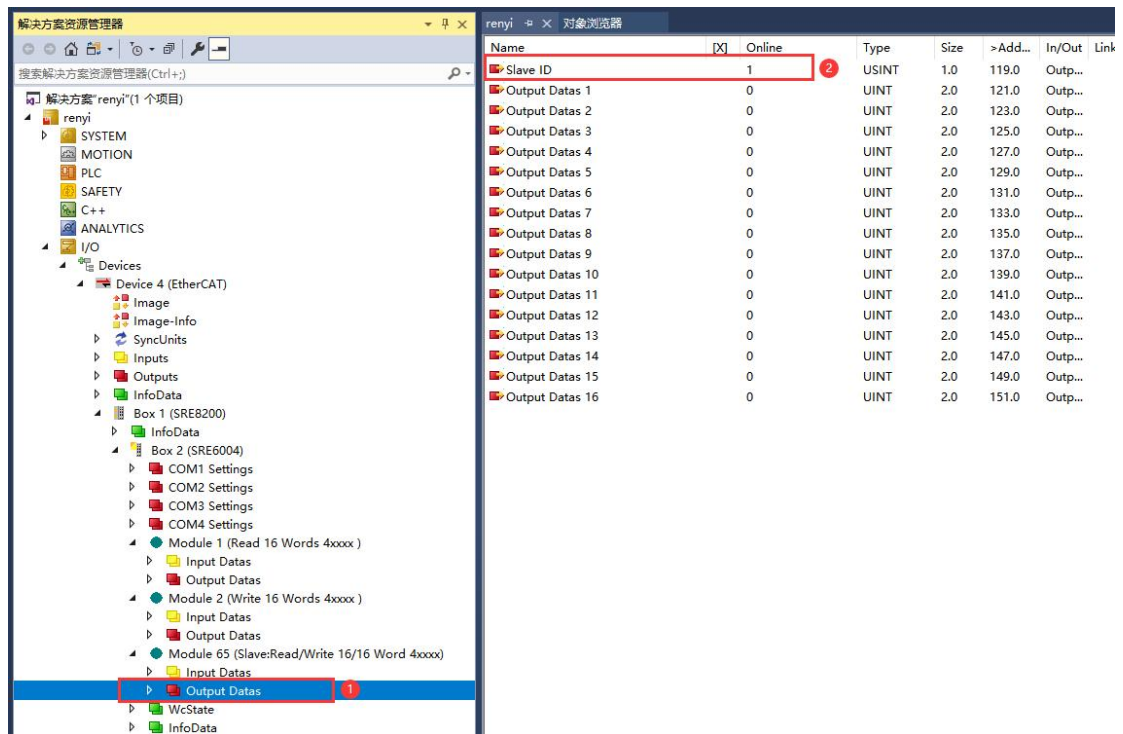 解决方案资源管理器
搜索解决方案资源管理器(Ctrl+;)
解决方案"renyi"(1 个项目)
renyi
SYSTEM
MOTION
PLC
SAFETY
C++
ANALYTICS
I/O
Devices
Device 4 (EtherCAT)
Image
Image-Info
SyncUnits
Inputs
Outputs
InfoData
Box 1 (SRE8200)
InfoData
Box 2 (SRE6004)
COM1 Settings
COM2 Settings
COM3 Settings
COM4 Settings
Module 1 (Read 16 Words 4xxxx )
Input Datas
Output Datas
Module 2 (Write 16 Words 4xxxx )
Input Datas
Output Datas
Module 65 (Slave:Read/Write 16/16 Word 4xxxx)
Input Datas
Output Datas 1
WcState
InfoData
renyi 对象浏览器
Name [X] Online Type Size >Add... In/Out Link
Slave ID 1 2 USINT 1.0 119.0 Outp...
Output Datas 1 0 UINT 2.0 121.0 Outp...
Output Datas 2 0 UINT 2.0 123.0 Outp...
Output Datas 3 0 UINT 2.0 125.0 Outp...
Output Datas 4 0 UINT 2.0 127.0 Outp...
Output Datas 5 0 UINT 2.0 129.0 Outp...
Output Datas 6 0 UINT 2.0 131.0 Outp...
Output Datas 7 0 UINT 2.0 133.0 Outp...
Output Datas 8 0 UINT 2.0 135.0 Outp...
Output Datas 9 0 UINT 2.0 137.0 Outp...
Output Datas 10 0 UINT 2.0 139.0 Outp...
Output Datas 11 0 UINT 2.0 141.0 Outp...
Output Datas 12 0 UINT 2.0 143.0 Outp...
Output Datas 13 0 UINT 2.0 145.0 Outp...
Output Datas 14 0 UINT 2.0 147.0 Outp...
Output Datas 15 0 UINT 2.0 149.0 Outp...
Output Datas 16 0 UINT 2.0 151.0 Outp...